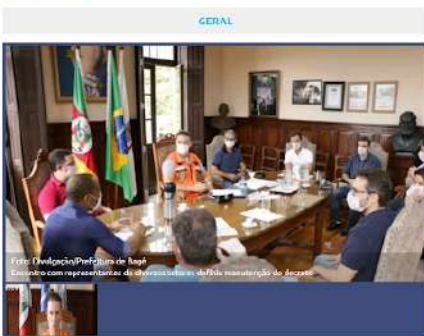 GERAL
Foto: Divulgação/Prefeitura de Bagé
Encontro com representantes de diversos setores definiu manutenção do decreto